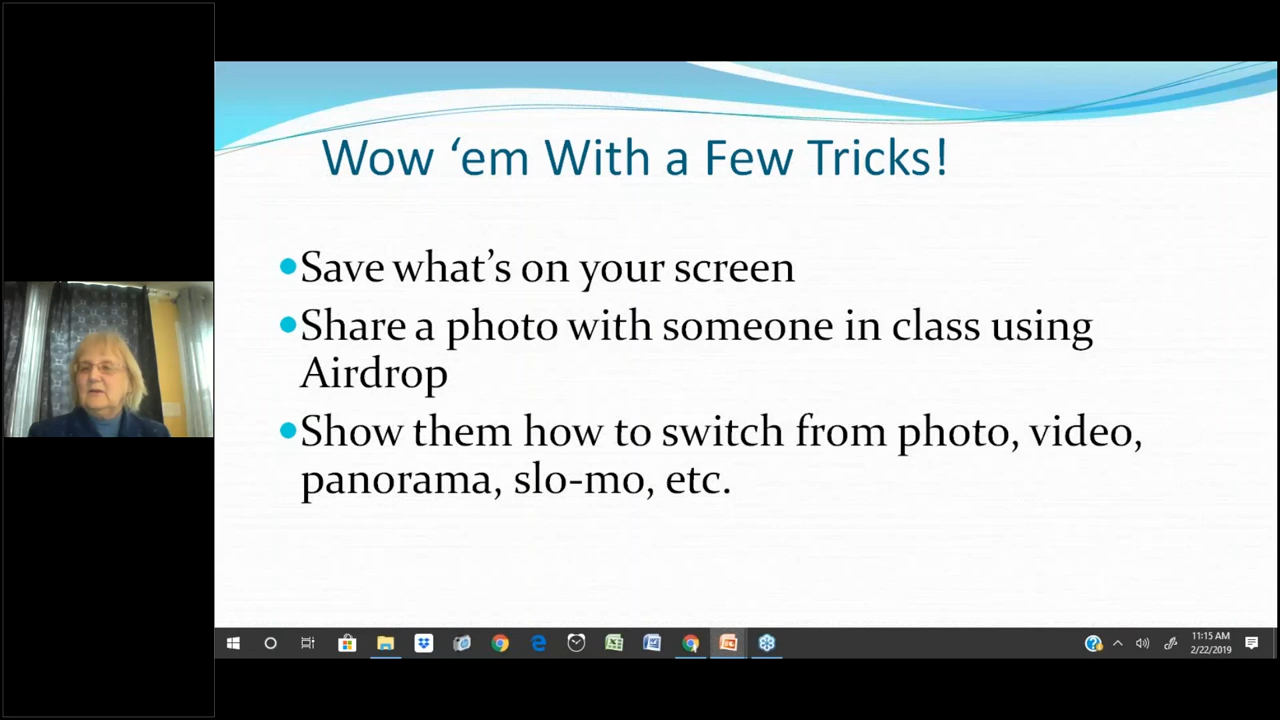 Wow ‘em With a Few Tricks!
•Save what’s on your screen
•Share a photo with someone in class using
Airdrop
•Show them how to switch from photo, video,
panorama, slo-mo, etc.
11:15 AM
2/22/2019